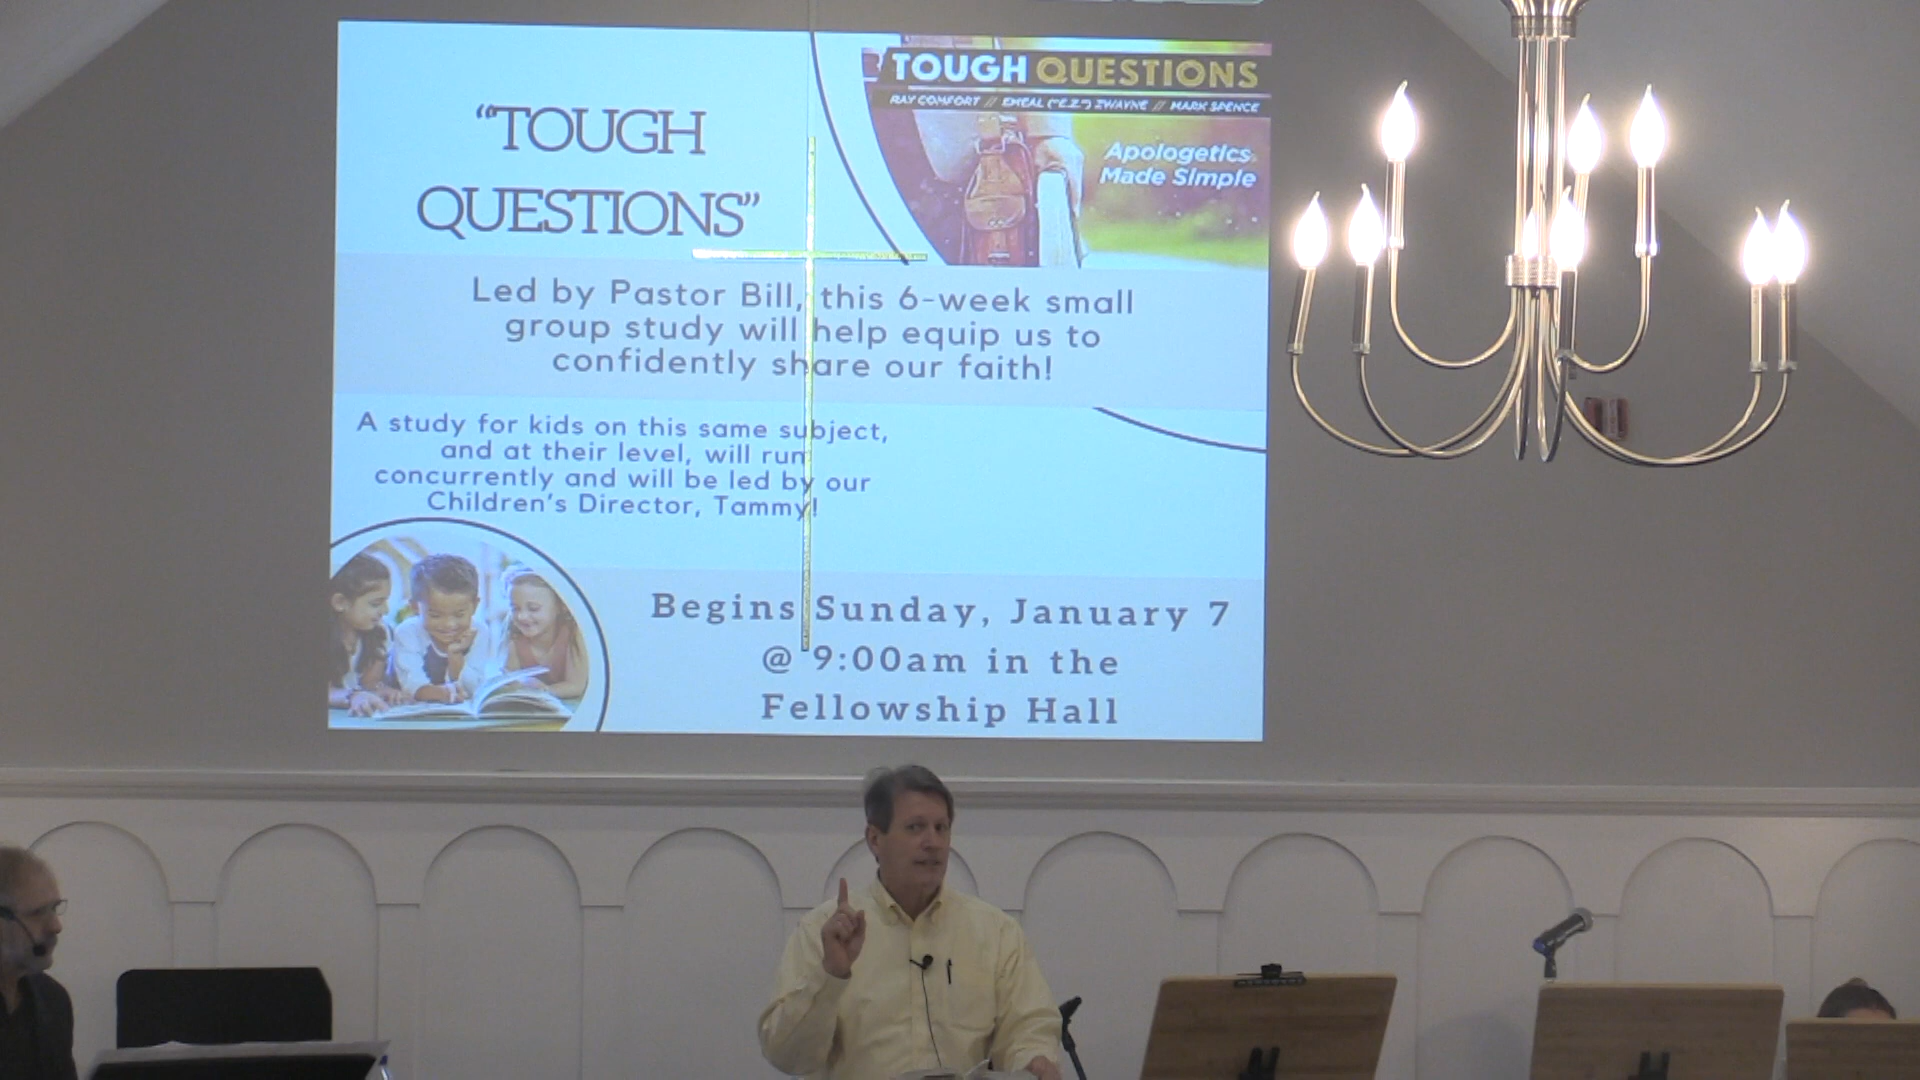 "TOUGH
QUESTIONS"
TOUGH QUESTIONS
RAY COMFORT // EMEAL ("E.Z.") ZWAYNE // MARK SPENCE
Apologetics
Made Simple
Led by Pastor Bill, this 6-week small
group study will help equip us to
confidently share our faith!
A study for kids on this same subject,
and at their level, will run
concurrently and will be led by our
Children's Director, Tammy!
Begins Sunday, January 7
@ 9:00am in the
Fellowship Hall